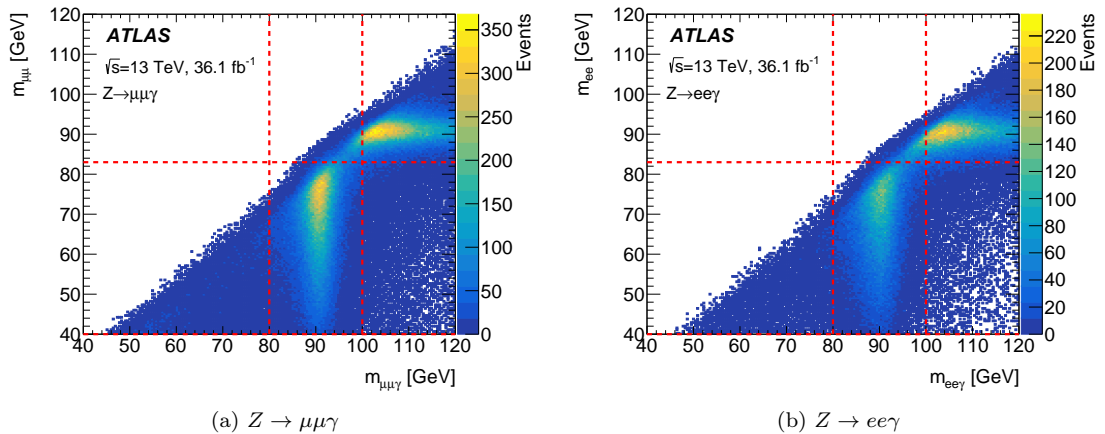 m_μμ [GeV]
120
110
100
90
80
70
60
50
40
ATLAS
√s=13 TeV, 36.1 fb⁻¹
Z→μμγ
350
300
250
200
150
100
50
0
Events
40 50 60 70 80 90 100 110 120
m_μμγ [GeV]
(a) Z → μμγ
m_ee [GeV]
120
110
100
90
80
70
60
50
40
ATLAS
√s=13 TeV, 36.1 fb⁻¹
Z→eeγ
220
200
180
160
140
120
100
80
60
40
20
0
Events
40 50 60 70 80 90 100 110 120
m_eeγ [GeV]
(b) Z → eeγ